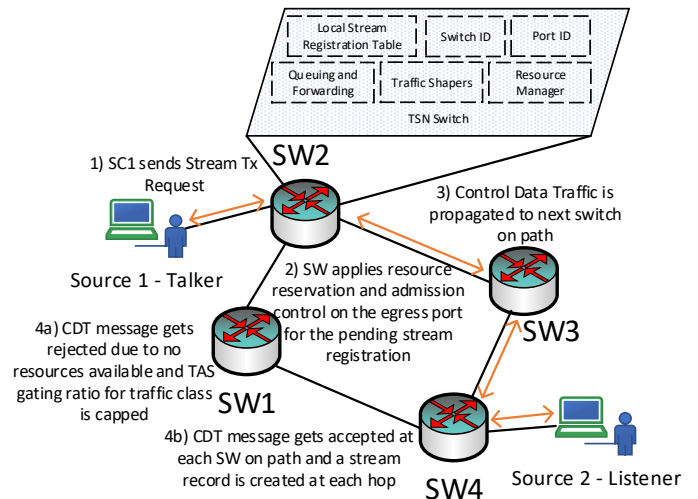 Local Stream
Registration Table
Switch ID
Port ID
Queuing and
Forwarding
Traffic Shapers
Resource
Manager
TSN Switch
SW2
1) SC1 sends Stream Tx
Request
3) Control Data Traffic is
propagated to next switch
on path
Source 1 - Talker
2) SW applies resource
reservation and admission
control on the egress port
for the pending stream
registration
SW3
4a) CDT message gets
rejected due to no
resources available and TAS
gating ratio for traffic class
is capped
SW1
4b) CDT message gets accepted at
each SW on path and a stream
record is created at each hop
SW4
Source 2 - Listener